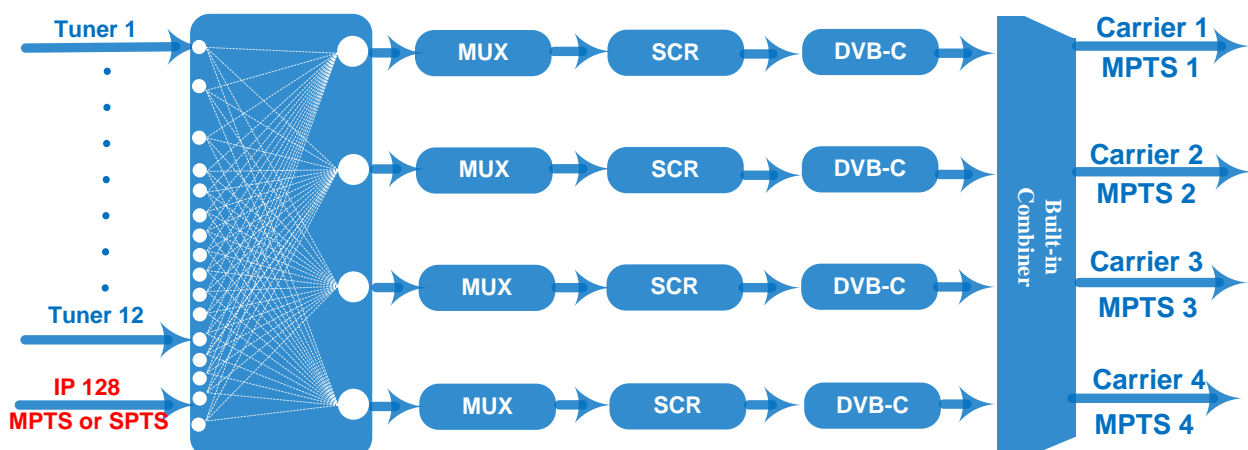 Tuner 1
Tuner 12
IP 128
MPTS or SPTS
MUX
SCR
DVB-C
MUX
SCR
DVB-C
MUX
SCR
DVB-C
MUX
SCR
DVB-C
Built-in
Combiner
Carrier 1
MPTS 1
Carrier 2
MPTS 2
Carrier 3
MPTS 3
Carrier 4
MPTS 4